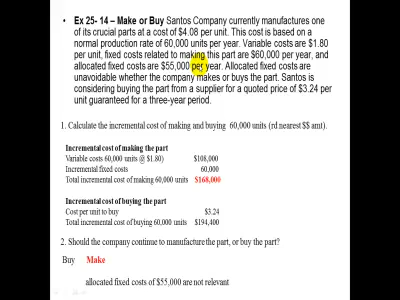 • Ex 25- 14 – Make or Buy Santos Company currently manufactures one
of its crucial parts at a cost of $4.08 per unit. This cost is based on a
normal production rate of 60,000 units per year. Variable costs are $1.80
per unit, fixed costs related to making this part are $60,000 per year, and
allocated fixed costs are $55,000 per year. Allocated fixed costs are
unavoidable whether the company makes or buys the part. Santos is
considering buying the part from a supplier for a quoted price of $3.24 per
unit guaranteed for a three-year period.
1. Calculate the incremental cost of making and buying 60,000 units (rd nearest $$ amt).
Incremental cost of making the part
Variable costs 60,000 units @ $1.80) $108,000
Incremental fixed costs 60,000
Total incremental cost of making 60,000 units $168,000
Incremental cost of buying the part
Cost per unit to buy $3.24
Total incremental cost of buying 60,000 units $194,400
2. Should the company continue to manufacture the part, or buy the part?
Buy Make
allocated fixed costs of $55,000 are not relevant